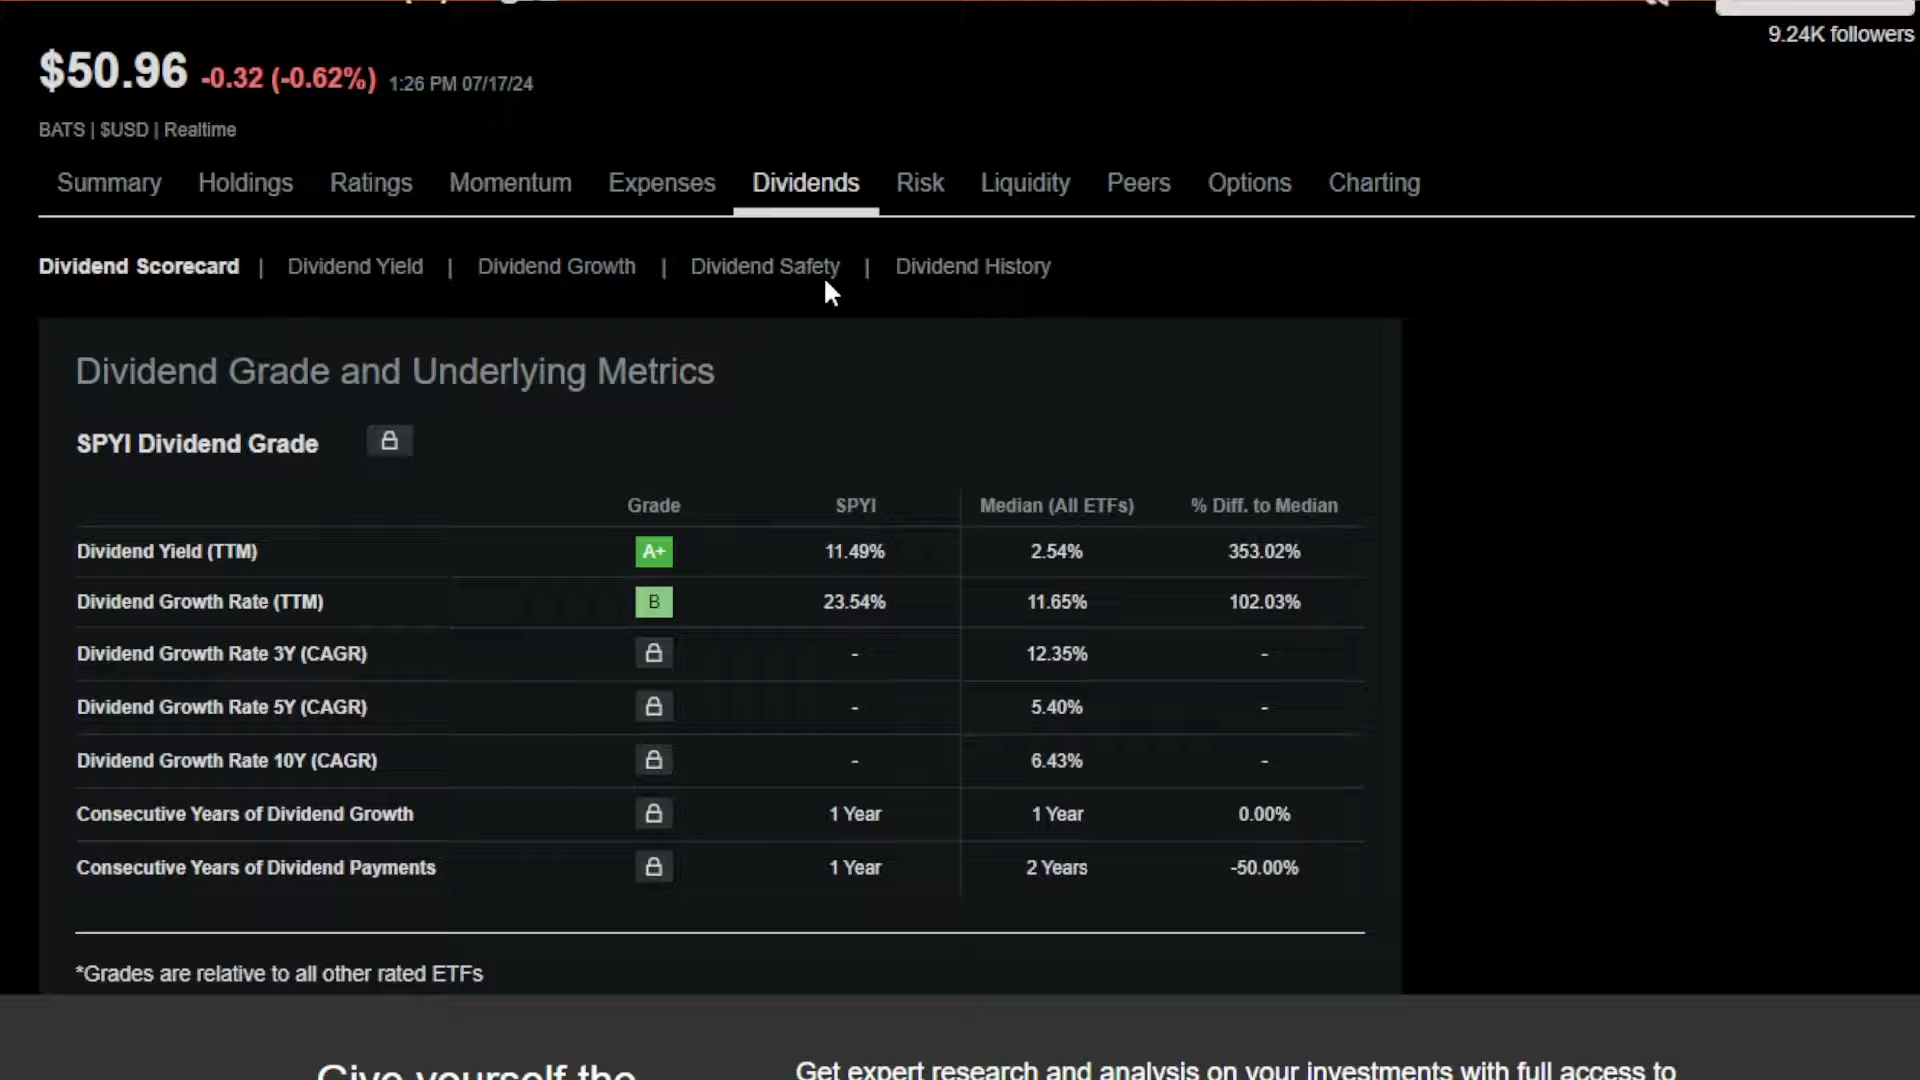 9.24K followers
$50.96 -0.32 (-0.62%) 1:26 PM 07/17/24
BATS | $USD | Realtime
Summary Holdings Ratings Momentum Expenses Dividends Risk Liquidity Peers Options Charting
Dividend Scorecard | Dividend Yield | Dividend Growth | Dividend Safety | Dividend History
Dividend Grade and Underlying Metrics
SPYI Dividend Grade
Grade SPYI Median (All ETFs) % Diff. to Median
Dividend Yield (TTM) A+ 11.49% 2.54% 353.02%
Dividend Growth Rate (TTM) B 23.54% 11.65% 102.03%
Dividend Growth Rate 3Y (CAGR) - 12.35% -
Dividend Growth Rate 5Y (CAGR) - 5.40% -
Dividend Growth Rate 10Y (CAGR) - 6.43% -
Consecutive Years of Dividend Growth 1 Year 1 Year 0.00%
Consecutive Years of Dividend Payments 1 Year 2 Years -50.00%
*Grades are relative to all other rated ETFs
Give yourself the
Get expert research and analysis on your investments with full access to